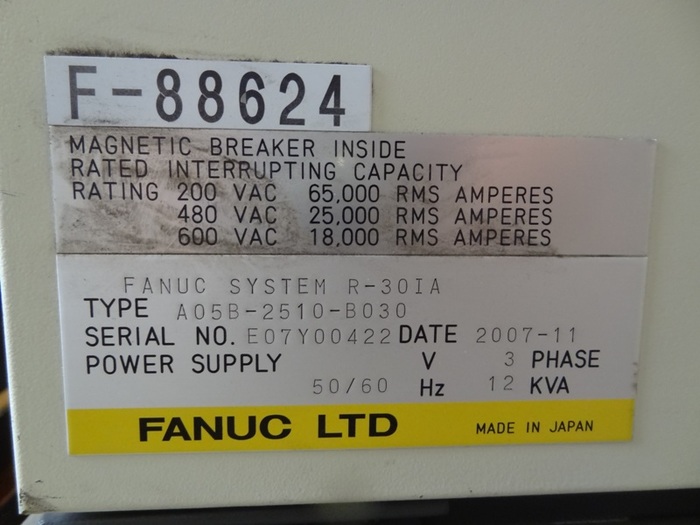 F-88624
MAGNETIC BREAKER INSIDE
RATED INTERRUPTING CAPACITY
RATING 200 VAC 65,000 RMS AMPERES
480 VAC 25,000 RMS AMPERES
600 VAC 18,000 RMS AMPERES
FANUC SYSTEM R-30IA
TYPE A05B-2510-B030
SERIAL NO. E07Y00422 DATE 2007-11
POWER SUPPLY V 3 PHASE
50/60 Hz 12 KVA
FANUC LTD MADE IN JAPAN